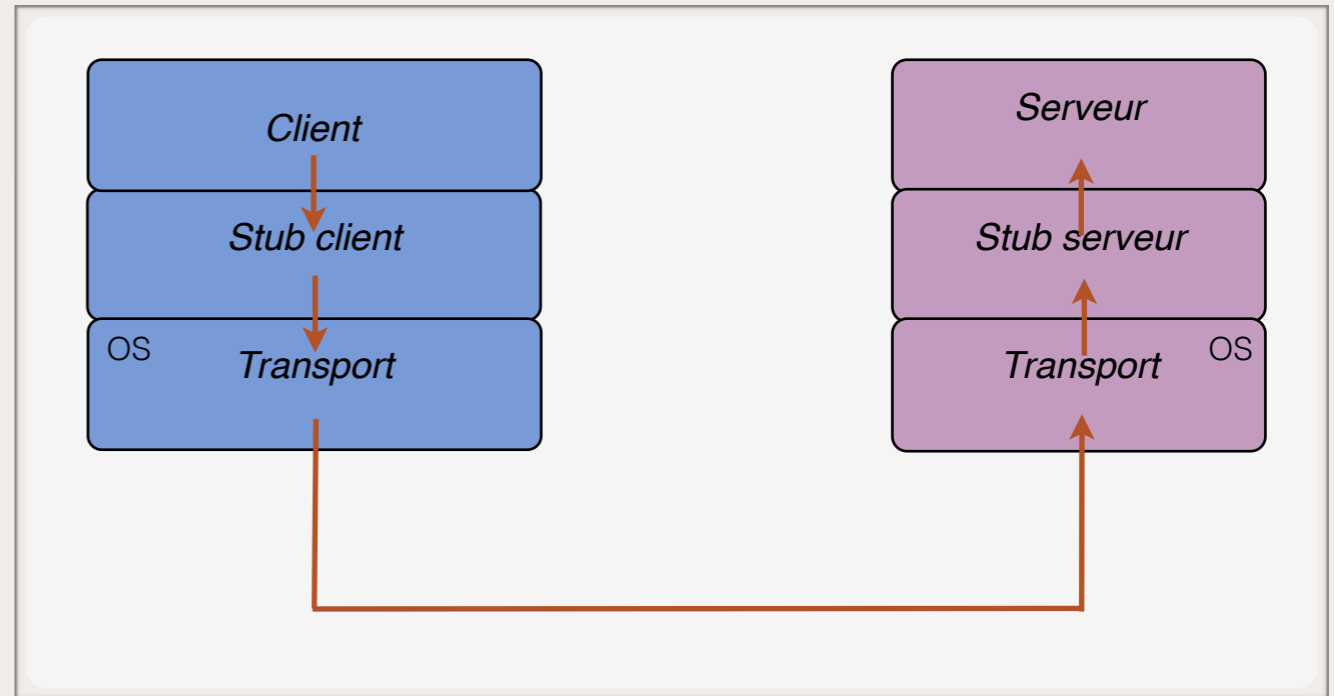 Client
Stub client
OS
Transport
Serveur
Stub serveur
Transport
OS